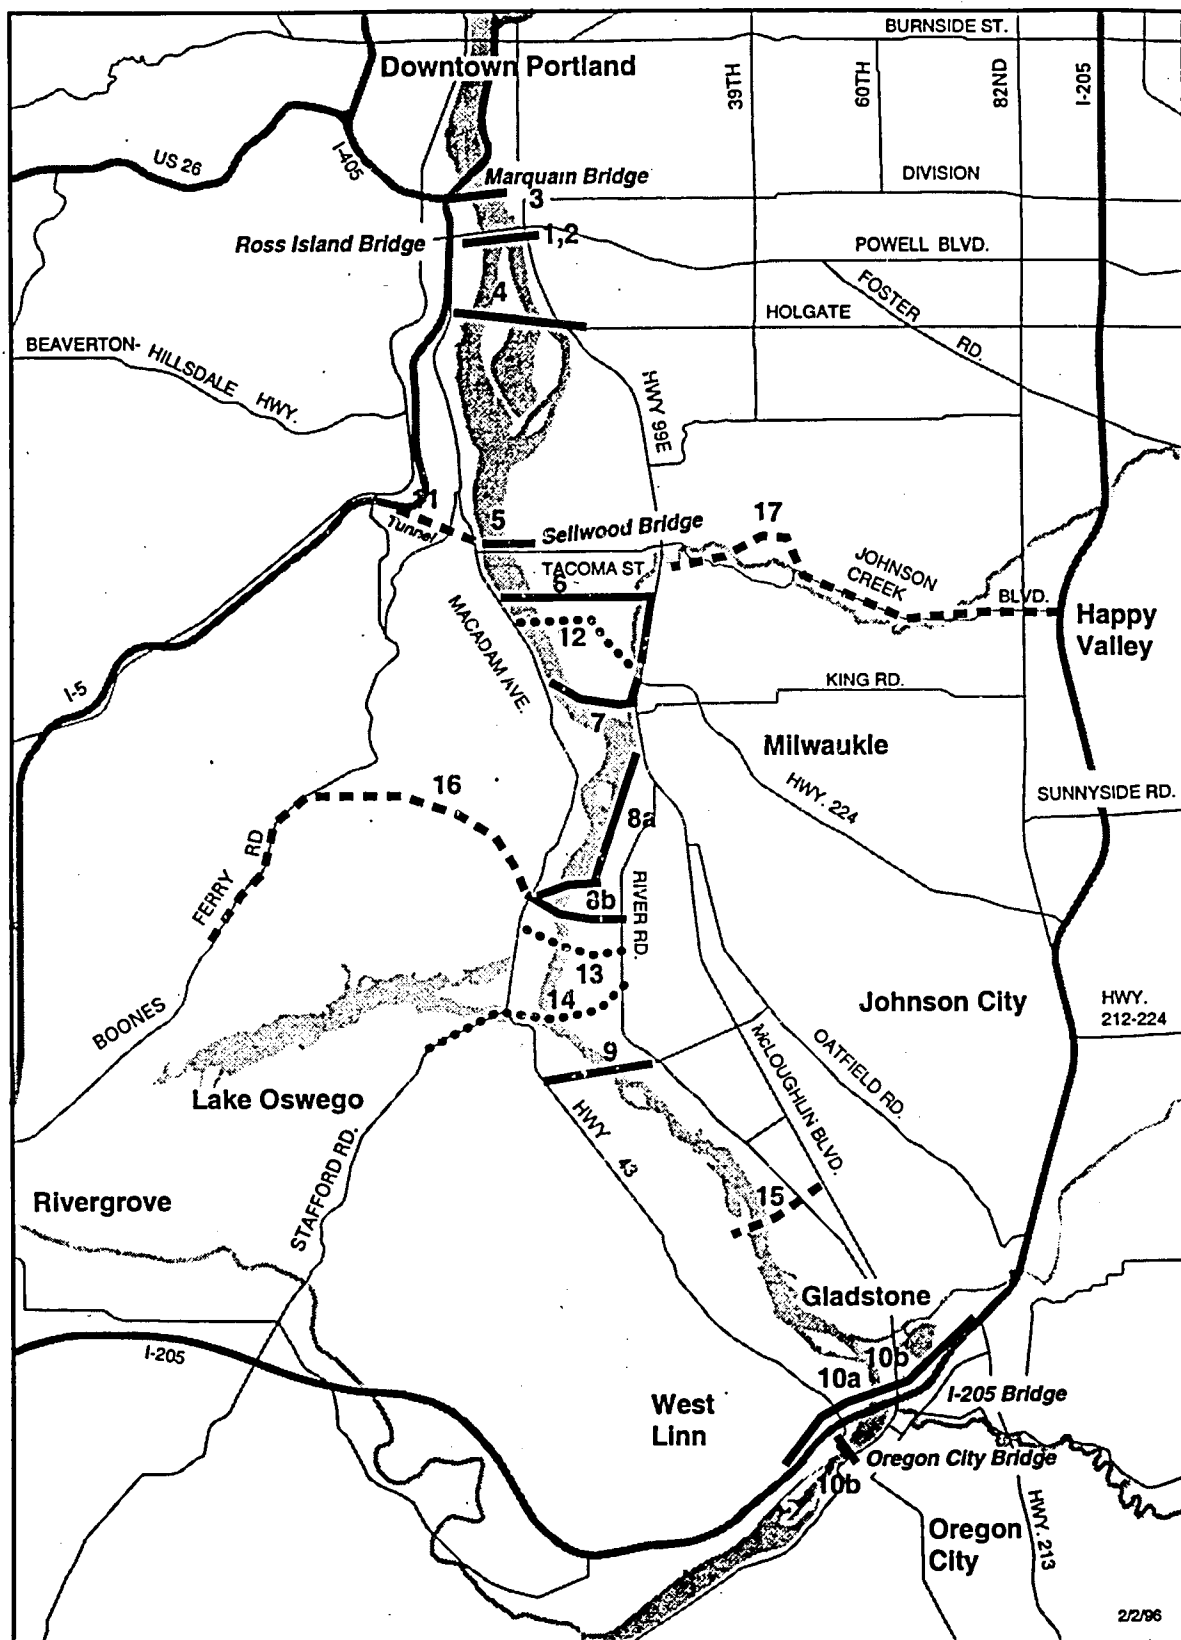 BURNSIDE ST.
Downtown Portland
39TH
60TH
82ND
I-205
US 26
I-405
DIVISION
Marquam Bridge
3
Ross Island Bridge
1,2
POWELL BLVD.
4
FOSTER
RD.
HOLGATE
BEAVERTON-
HILLSDALE
HWY.
HWY 99E
11
Tunnel
5
Sellwood Bridge
17
TACOMA ST.
6
JOHNSON
CREEK
BLVD.
Happy
Valley
MACADAM AVE.
12
I-5
KING RD.
7
Milwaukie
HWY. 224
SUNNYSIDE RD.
16
8a
FERRY
RD
8b
RIVER RD.
13
14
Johnson City
HWY.
212-224
BOONES
9
McLOUGHLIN BLVD.
OATFIELD RD.
Lake Oswego
HWY
43
STAFFORD RD.
Rivergrove
15
Gladstone
I-205
10b
10a
West
Linn
I-205 Bridge
Oregon City Bridge
10b
HWY. 213
Oregon
City
2/2/96